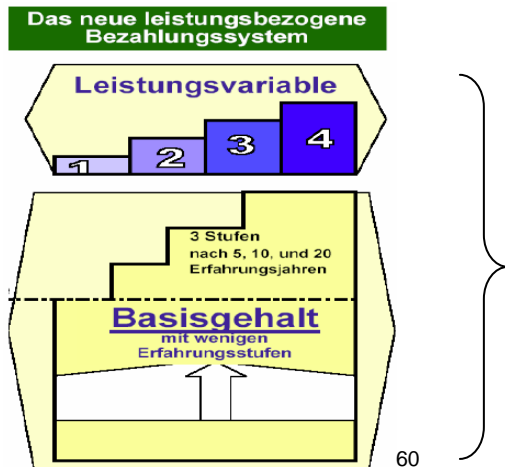 Das neue leistungsbezogene
Bezahlungssystem
Leistungsvariable
1 2 3 4
3 Stufen
nach 5, 10, und 20
Erfahrungsjahren
Basisgehalt
mit wenigen
Erfahrungsstufen
60